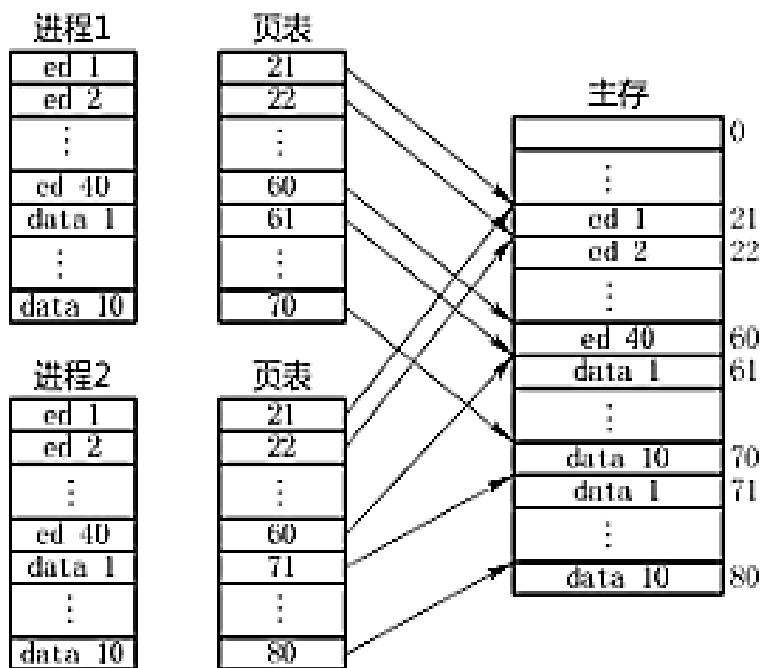 进程1
ed 1
ed 2
⋮
ed 40
data 1
⋮
data 10
页表
21
22
⋮
60
61
⋮
70
进程2
ed 1
ed 2
⋮
ed 40
data 1
⋮
data 10
页表
21
22
⋮
60
71
⋮
80
主存
0
⋮
ed 1 21
ed 2 22
⋮
ed 40 60
data 1 61
⋮
data 10 70
data 1 71
⋮
data 10 80